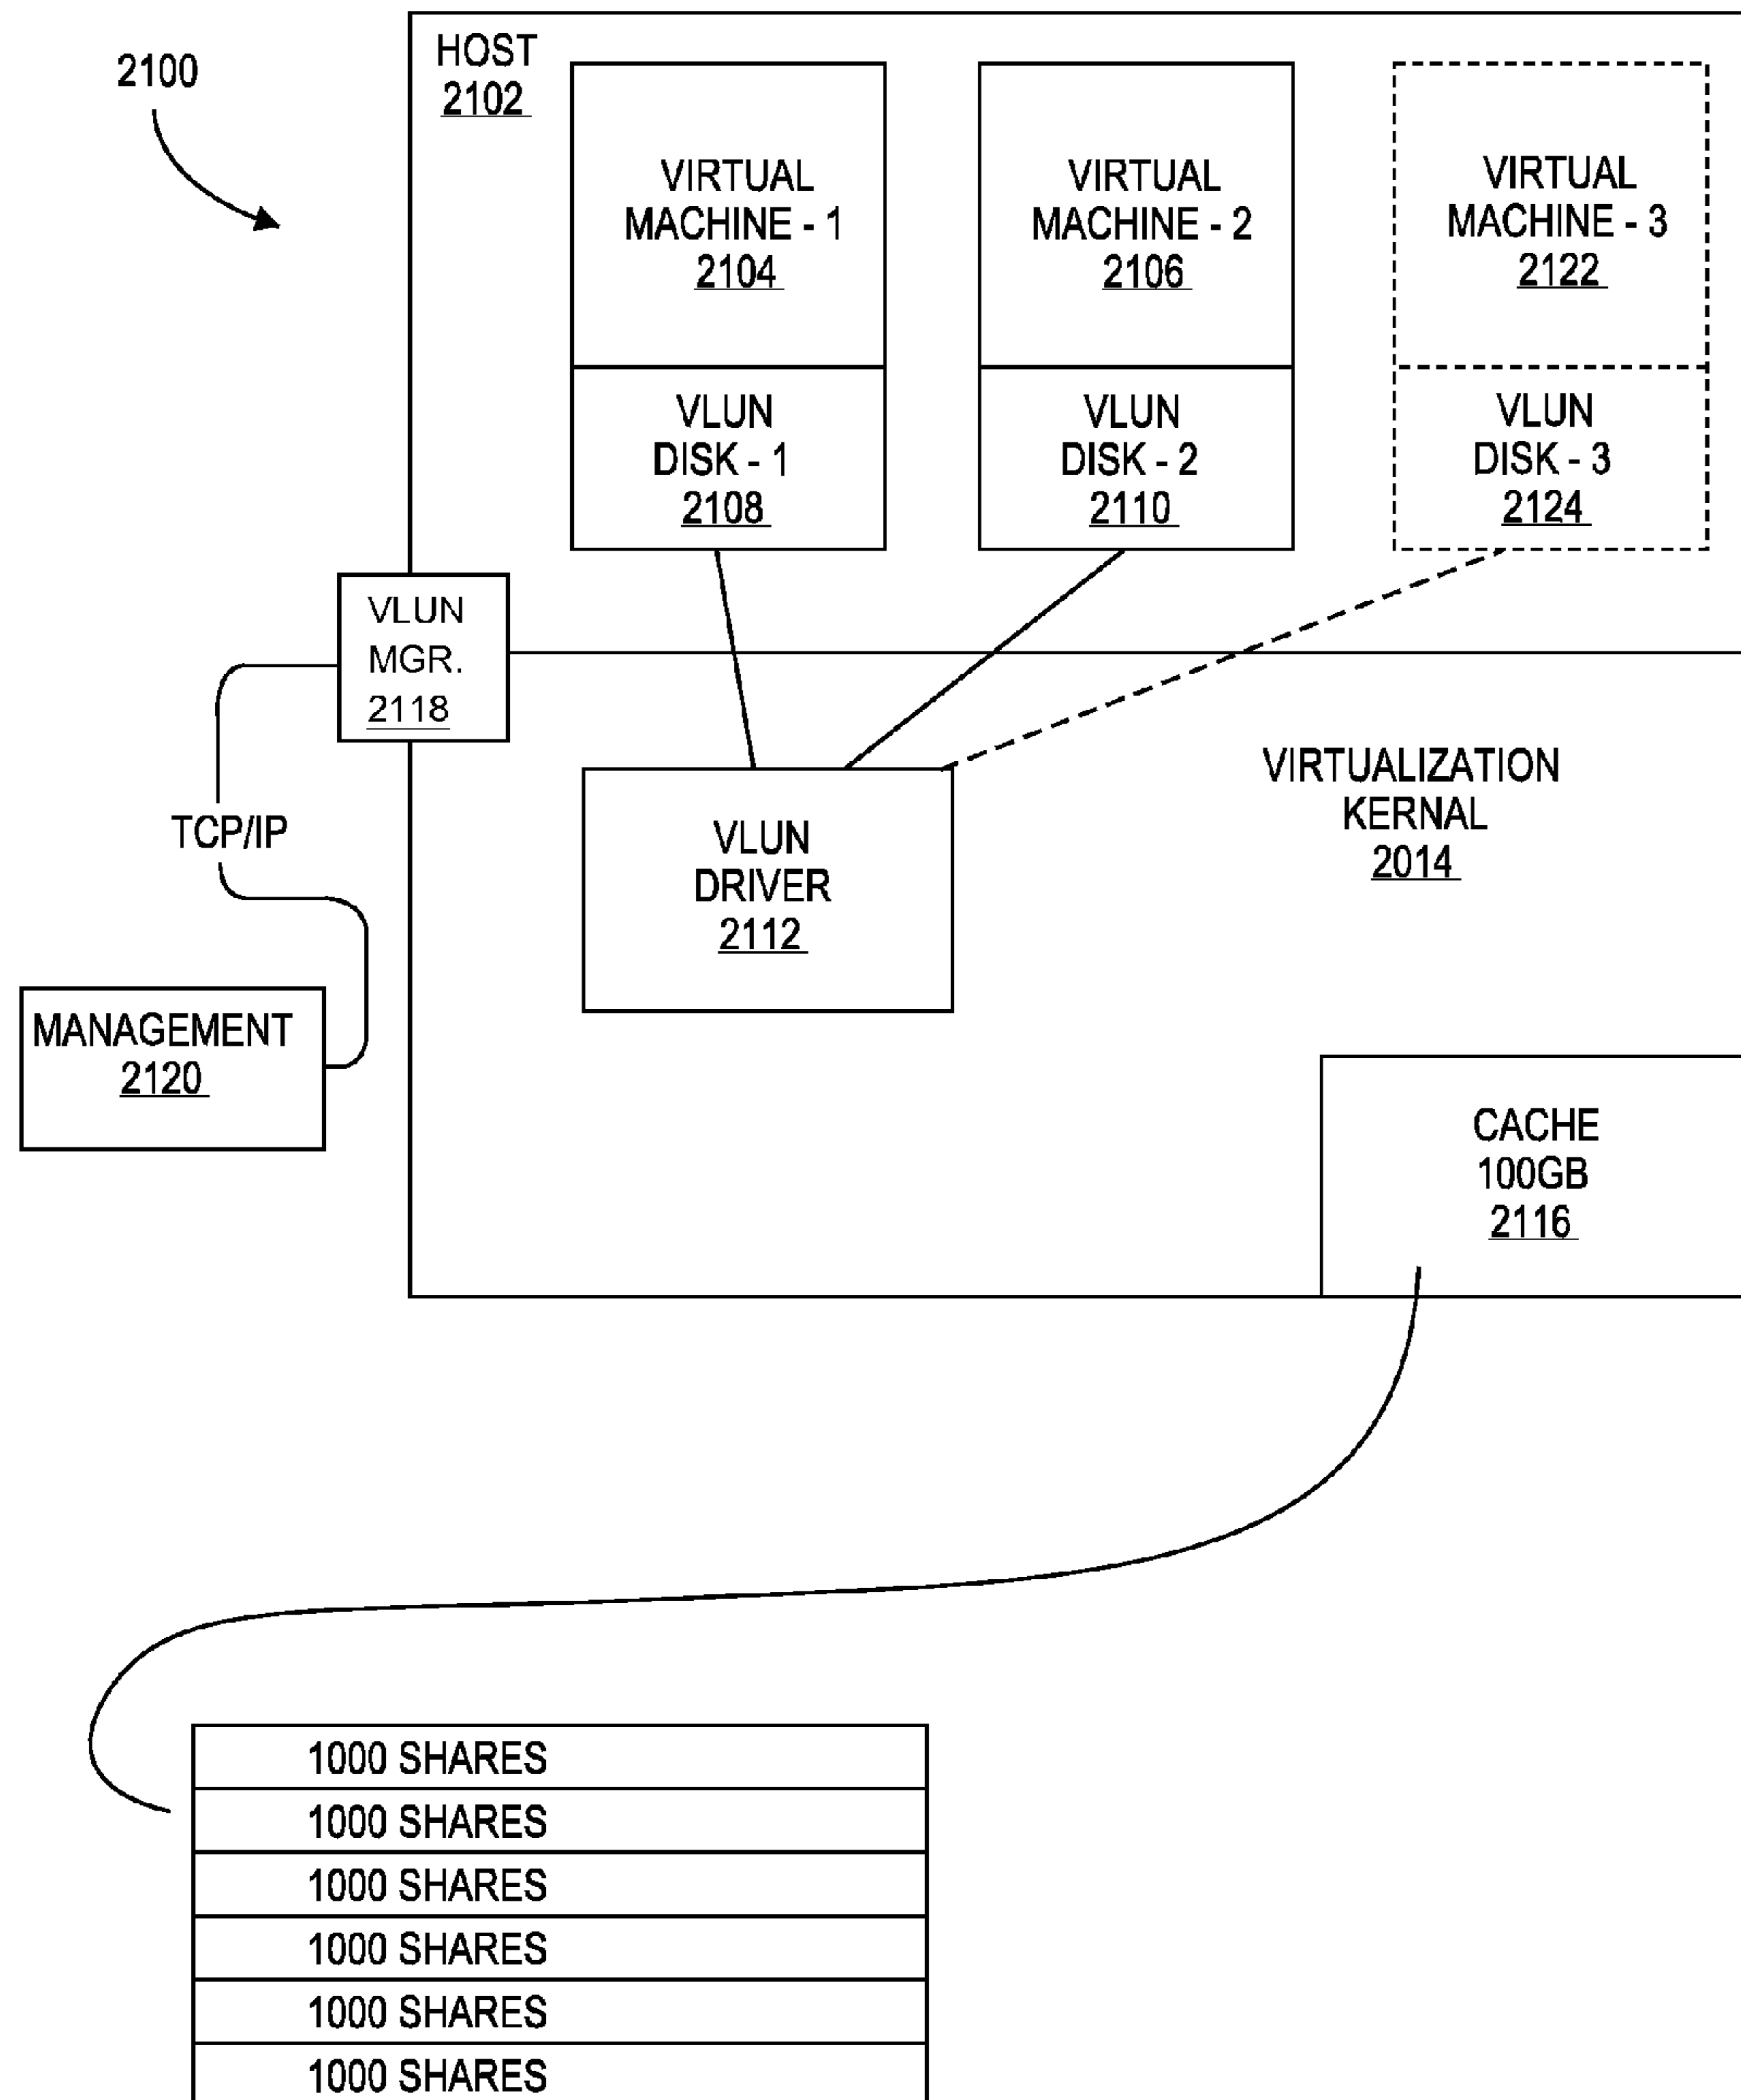 2100
HOST
2102
VIRTUAL
MACHINE - 1
2104
VIRTUAL
MACHINE - 2
2106
VIRTUAL
MACHINE - 3
2122
VLUN
DISK - 1
2108
VLUN
DISK - 2
2110
VLUN
DISK - 3
2124
VLUN
MGR.
2118
TCP/IP
VLUN
DRIVER
2112
VIRTUALIZATION
KERNAL
2014
MANAGEMENT
2120
CACHE
100GB
2116
1000 SHARES
1000 SHARES
1000 SHARES
1000 SHARES
1000 SHARES
1000 SHARES